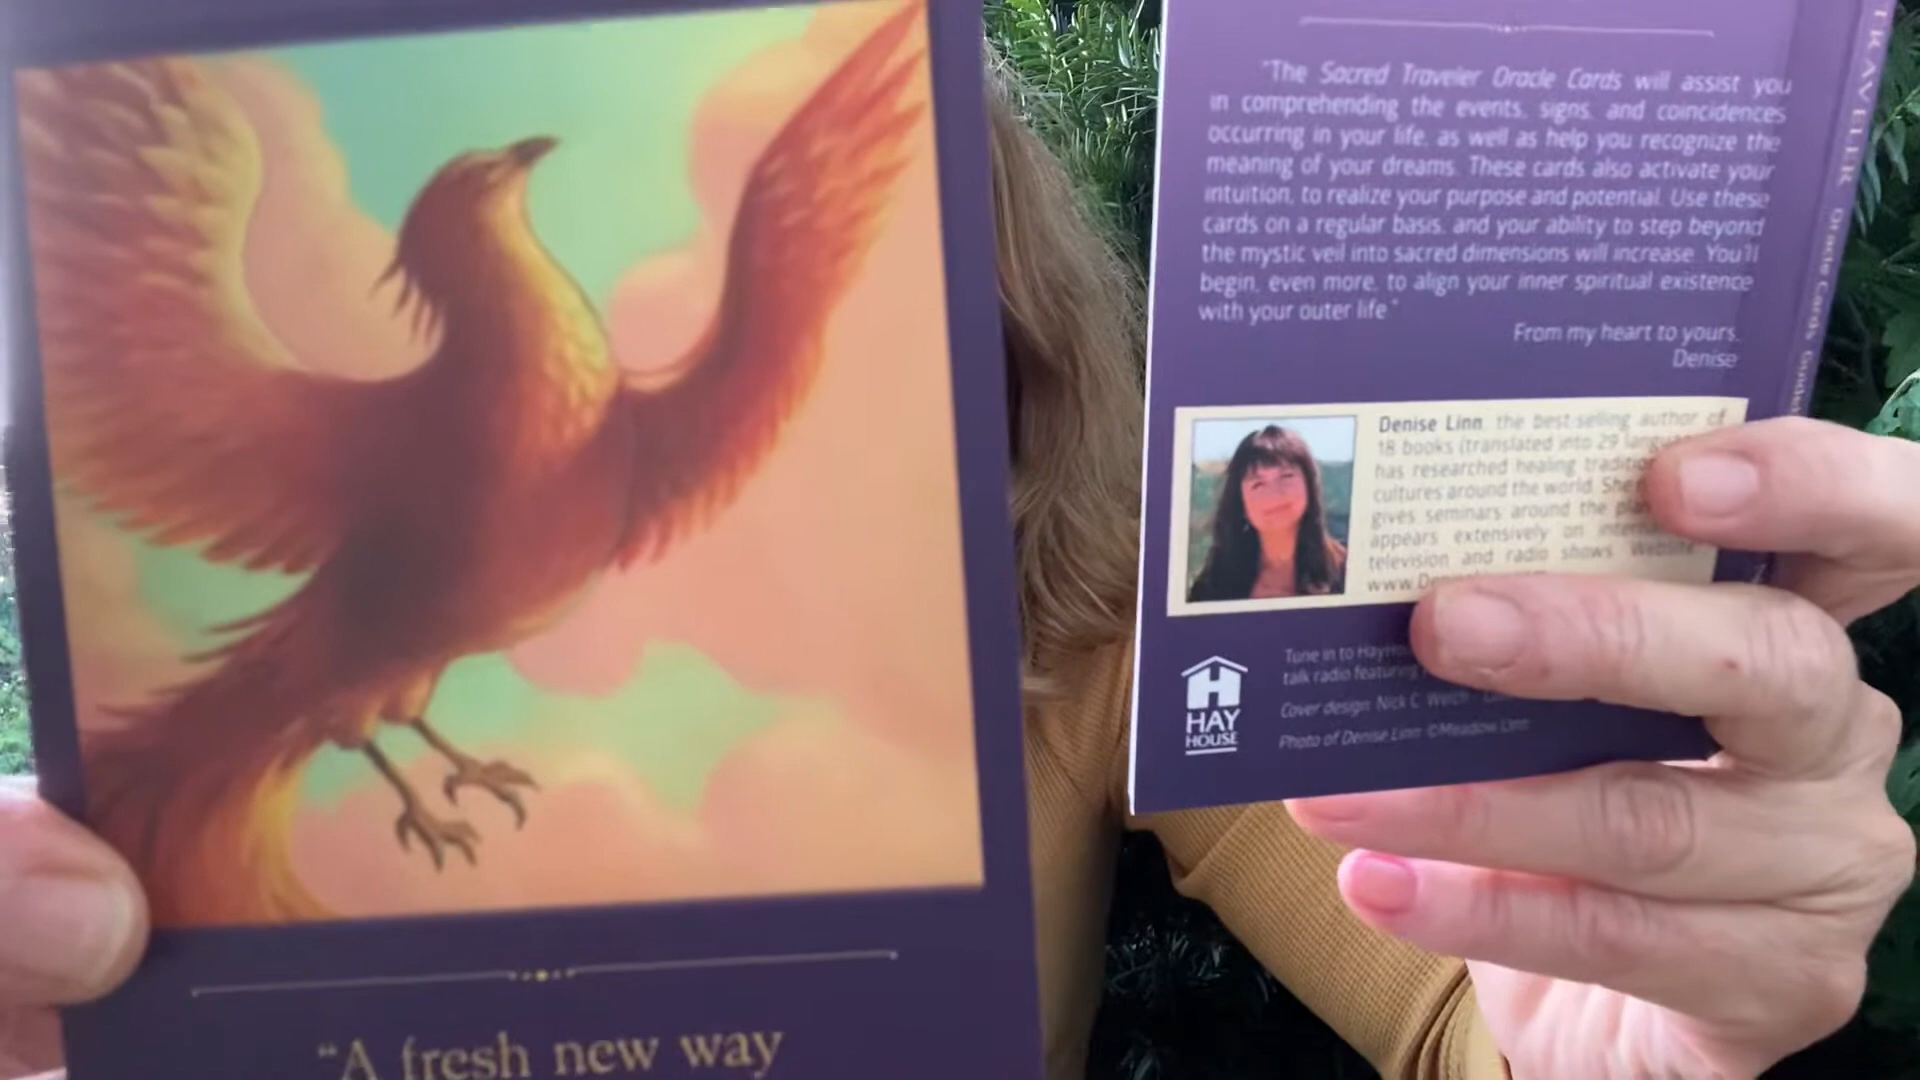 "A fresh new way
"The Sacred Traveler Oracle Cards will assist you
in comprehending the events, signs, and coincidences
occurring in your life, as well as help you recognize the
meaning of your dreams. These cards also activate your
intuition, to realize your purpose and potential. Use these
cards on a regular basis, and your ability to step beyond
the mystic veil into sacred dimensions will increase. You'll
begin, even more, to align your inner spiritual existence
with your outer life."
From my heart to yours,
Denise
Denise Linn, the best-selling author of
18 books (translated into 29
has researched healing
cultures around the world. She
gives seminars around the
appears extensively on
television and radio shows. Website:
www.
HAY
HOUSE
Tune in to
talk radio featuring
Cover design: Nick C. Welch
Photo of Denise Linn: ©Meadow Linn
TRAVELER Oracle Cards